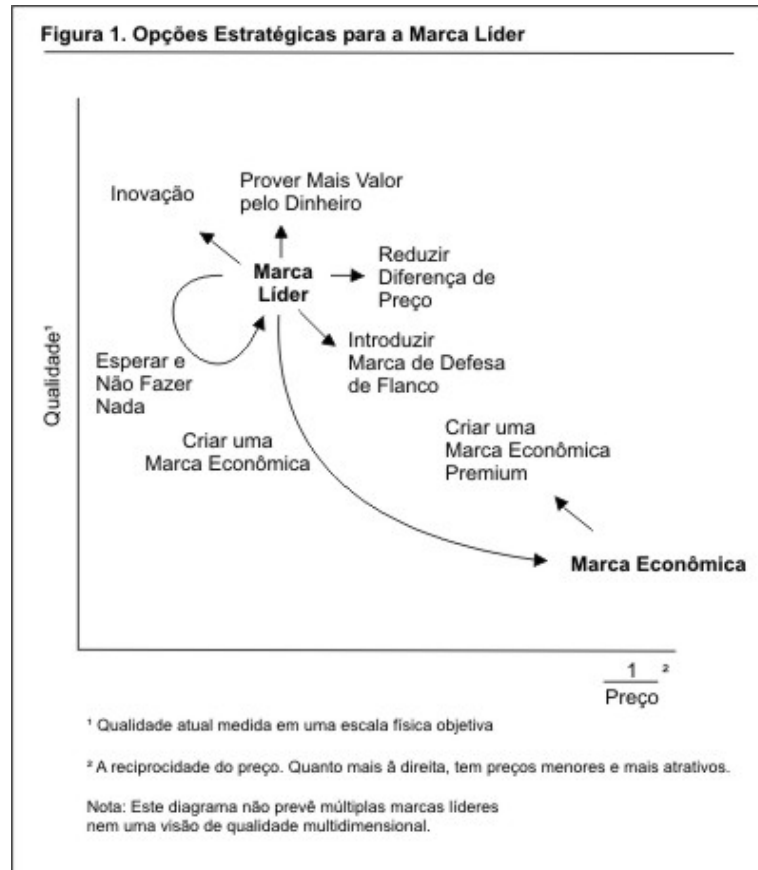 Figura 1. Opções Estratégicas para a Marca Líder
Inovação
Prover Mais Valor
pelo Dinheiro
Marca
Líder
Reduzir
Diferença de
Preço
Introduzir
Marca de Defesa
de Flanco
Esperar e
Não Fazer
Nada
Qualidade¹
Criar uma
Marca Econômica
Criar uma
Marca Econômica
Premium
Marca Econômica
1 ²
Preço
¹ Qualidade atual medida em uma escala física objetiva
² A reciprocidade do preço. Quanto mais â direita, tem preços menores e mais atrativos.
Nota: Este diagrama não prevê múltiplas marcas líderes
nem uma visão de qualidade multidimensional.